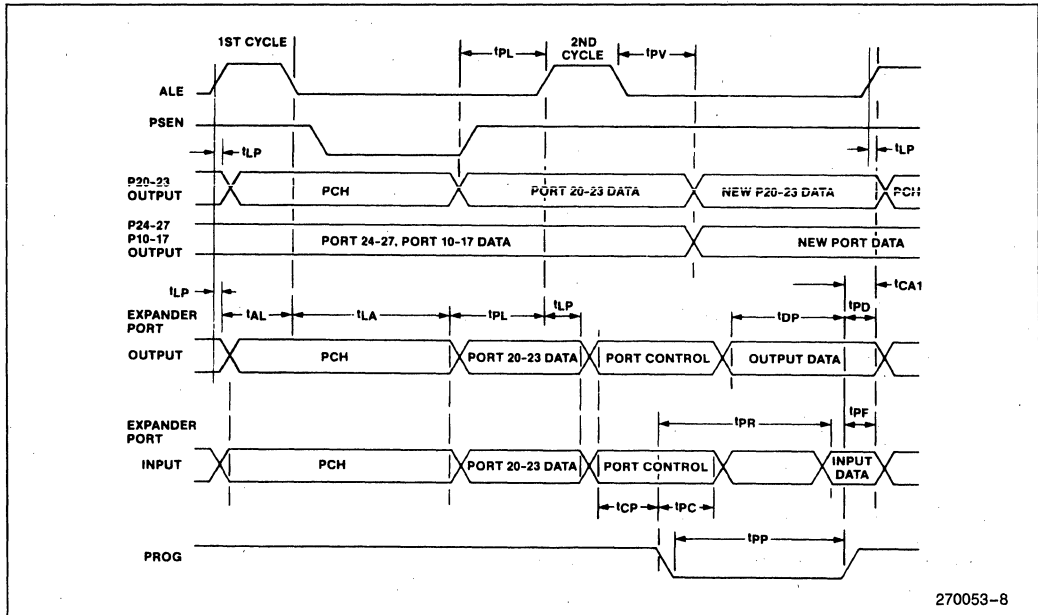 1ST CYCLE
tPL
2ND CYCLE
tPV
ALE
PSEN
tLP
tLP
P20-23 OUTPUT
PCH
PORT 20-23 DATA
NEW P20-23 DATA
PCH
P24-27
P10-17
OUTPUT
PORT 24-27, PORT 10-17 DATA
NEW PORT DATA
tLP
tCA1
EXPANDER PORT
tAL
tLA
tPL
tLP
tDP
tPD
OUTPUT
PCH
PORT 20-23 DATA
PORT CONTROL
OUTPUT DATA
EXPANDER PORT
tPR
tPF
INPUT
PCH
PORT 20-23 DATA
PORT CONTROL
INPUT DATA
tCP
tPC
PROG
tPP
270053-8